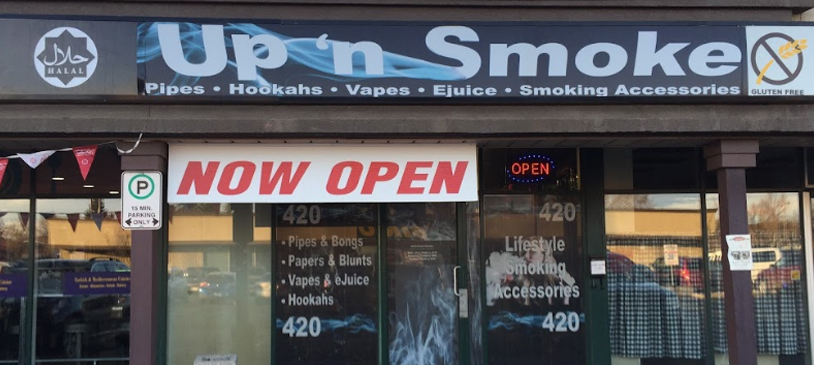 حلال
HALAL
Up 'n Smoke
Pipes • Hookahs • Vapes • Ejuice • Smoking Accessories
GLUTEN FREE
NOW OPEN
OPEN
P
15 MIN.
PARKING
ONLY
420
• Pipes & Bongs
• Papers & Blunts
• Vapes & eJuice
• Hookahs
420
420
Lifestyle
Smoking
Accessories
420